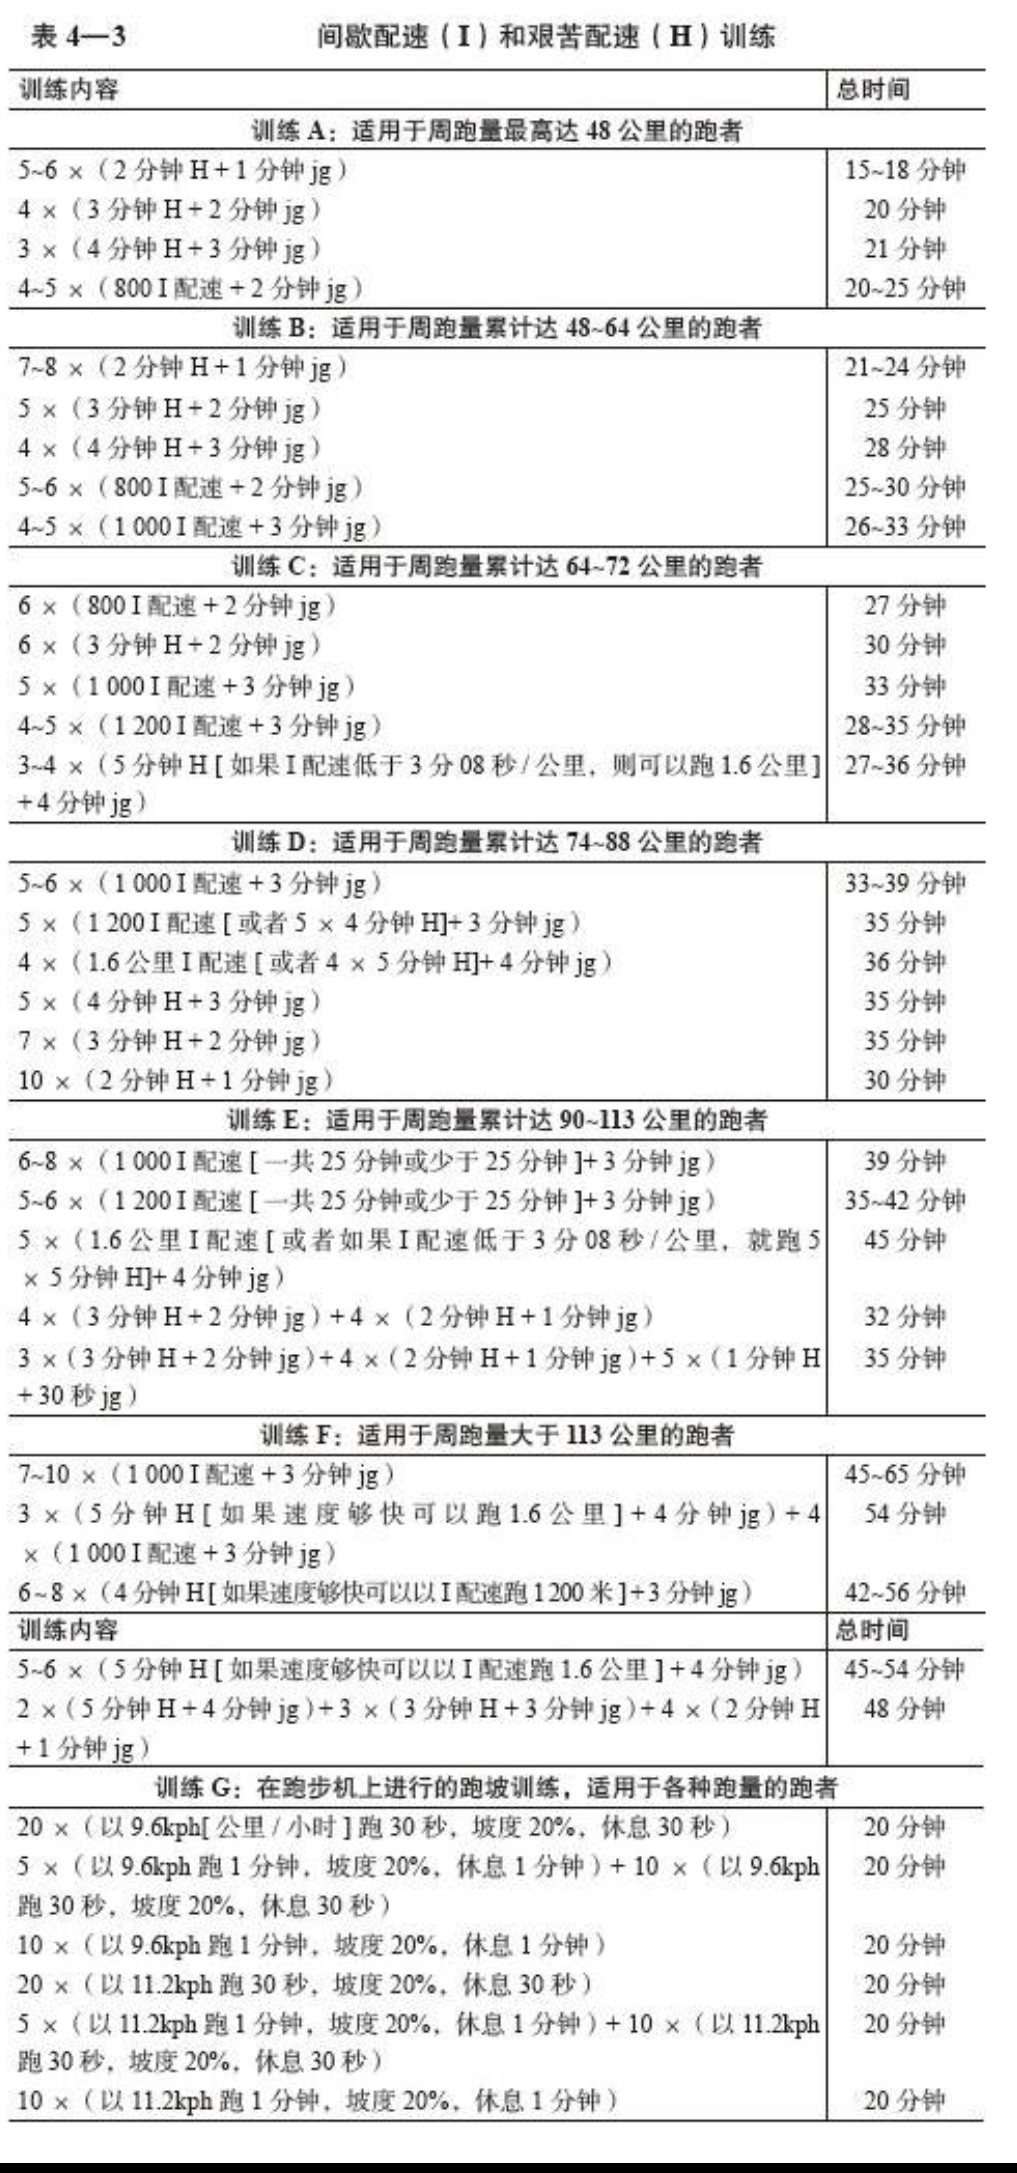 表 4—3 间歇配速（I）和艰苦配速（H）训练
训练内容 总时间
训练 A：适用于周跑量最高达 48 公里的跑者
5~6 ×（2 分钟 H + 1 分钟 jg） 15~18 分钟
4 ×（3 分钟 H + 2 分钟 jg） 20 分钟
3 ×（4 分钟 H + 3 分钟 jg） 21 分钟
4~5 ×（800 I 配速 + 2 分钟 jg） 20~25 分钟
训练 B：适用于周跑量累计达 48~64 公里的跑者
7~8 ×（2 分钟 H + 1 分钟 jg） 21~24 分钟
5 ×（3 分钟 H + 2 分钟 jg） 25 分钟
4 ×（4 分钟 H + 3 分钟 jg） 28 分钟
5~6 ×（800 I 配速 + 2 分钟 jg） 25~30 分钟
4~5 ×（1 000 I 配速 + 3 分钟 jg） 26~33 分钟
训练 C：适用于周跑量累计达 64~72 公里的跑者
6 ×（800 I 配速 + 2 分钟 jg） 27 分钟
6 ×（3 分钟 H + 2 分钟 jg） 30 分钟
5 ×（1 000 I 配速 + 3 分钟 jg） 33 分钟
4~5 ×（1 200 I 配速 + 3 分钟 jg） 28~35 分钟
3~4 ×（5 分钟 H [ 如果 I 配速低于 3 分 08 秒 / 公里，则可以跑 1.6 公里 ] 27~36 分钟
+ 4 分钟 jg）
训练 D：适用于周跑量累计达 74~88 公里的跑者
5~6 ×（1 000 I 配速 + 3 分钟 jg） 33~39 分钟
5 ×（1 200 I 配速 [ 或者 5 × 4 分钟 H]+ 3 分钟 jg） 35 分钟
4 ×（1.6 公里 I 配速 [ 或者 4 × 5 分钟 H]+ 4 分钟 jg） 36 分钟
5 ×（4 分钟 H + 3 分钟 jg） 35 分钟
7 ×（3 分钟 H + 2 分钟 jg） 35 分钟
10 ×（2 分钟 H + 1 分钟 jg） 30 分钟
训练 E：适用于周跑量累计达 90~113 公里的跑者
6~8 ×（1 000 I 配速 [ 一共 25 分钟或少于 25 分钟 ]+ 3 分钟 jg） 39 分钟
5~6 ×（1 200 I 配速 [ 一共 25 分钟或少于 25 分钟 ]+ 3 分钟 jg） 35~42 分钟
5 ×（1.6 公里 I 配速 [ 或者如果 I 配速低于 3 分 08 秒 / 公里，就跑 5 45 分钟
× 5 分钟 H]+ 4 分钟 jg）
4 ×（3 分钟 H + 2 分钟 jg）+ 4 ×（2 分钟 H + 1 分钟 jg） 32 分钟
3 ×（3 分钟 H + 2 分钟 jg）+ 4 ×（2 分钟 H + 1 分钟 jg）+ 5 ×（1 分钟 H 35 分钟
+ 30 秒 jg）
训练 F：适用于周跑量大于 113 公里的跑者
7~10 ×（1 000 I 配速 + 3 分钟 jg） 45~65 分钟
3 ×（5 分钟 H [ 如果速度够快可以跑 1.6 公里 ] + 4 分钟 jg）+ 4 54 分钟
×（1 000 I 配速 + 3 分钟 jg）
6~8 ×（4 分钟 H [ 如果速度够快可以以 I 配速跑 1 200 米 ]+3 分钟 jg） 42~56 分钟
训练内容 总时间
5~6 ×（5 分钟 H [ 如果速度够快可以以 I 配速跑 1.6 公里 ] + 4 分钟 jg） 45~54 分钟
2 ×（5 分钟 H + 4 分钟 jg）+ 3 ×（3 分钟 H + 3 分钟 jg）+ 4 ×（2 分钟 H 48 分钟
+ 1 分钟 jg）
训练 G：在跑步机上进行的跑坡训练，适用于各种跑量的跑者
20 ×（以 9.6kph[ 公里 / 小时 ] 跑 30 秒，坡度 20%，休息 30 秒） 20 分钟
5 ×（以 9.6kph 跑 1 分钟，坡度 20%，休息 1 分钟）+ 10 ×（以 9.6kph 20 分钟
跑 30 秒，坡度 20%，休息 30 秒）
10 ×（以 9.6kph 跑 1 分钟，坡度 20%，休息 1 分钟） 20 分钟
20 ×（以 11.2kph 跑 30 秒，坡度 20%，休息 30 秒） 20 分钟
5 ×（以 11.2kph 跑 1 分钟，坡度 20%，休息 1 分钟）+ 10 ×（以 11.2kph 20 分钟
跑 30 秒，坡度 20%，休息 30 秒）
10 ×（以 11.2kph 跑 1 分钟，坡度 20%，休息 1 分钟） 20 分钟